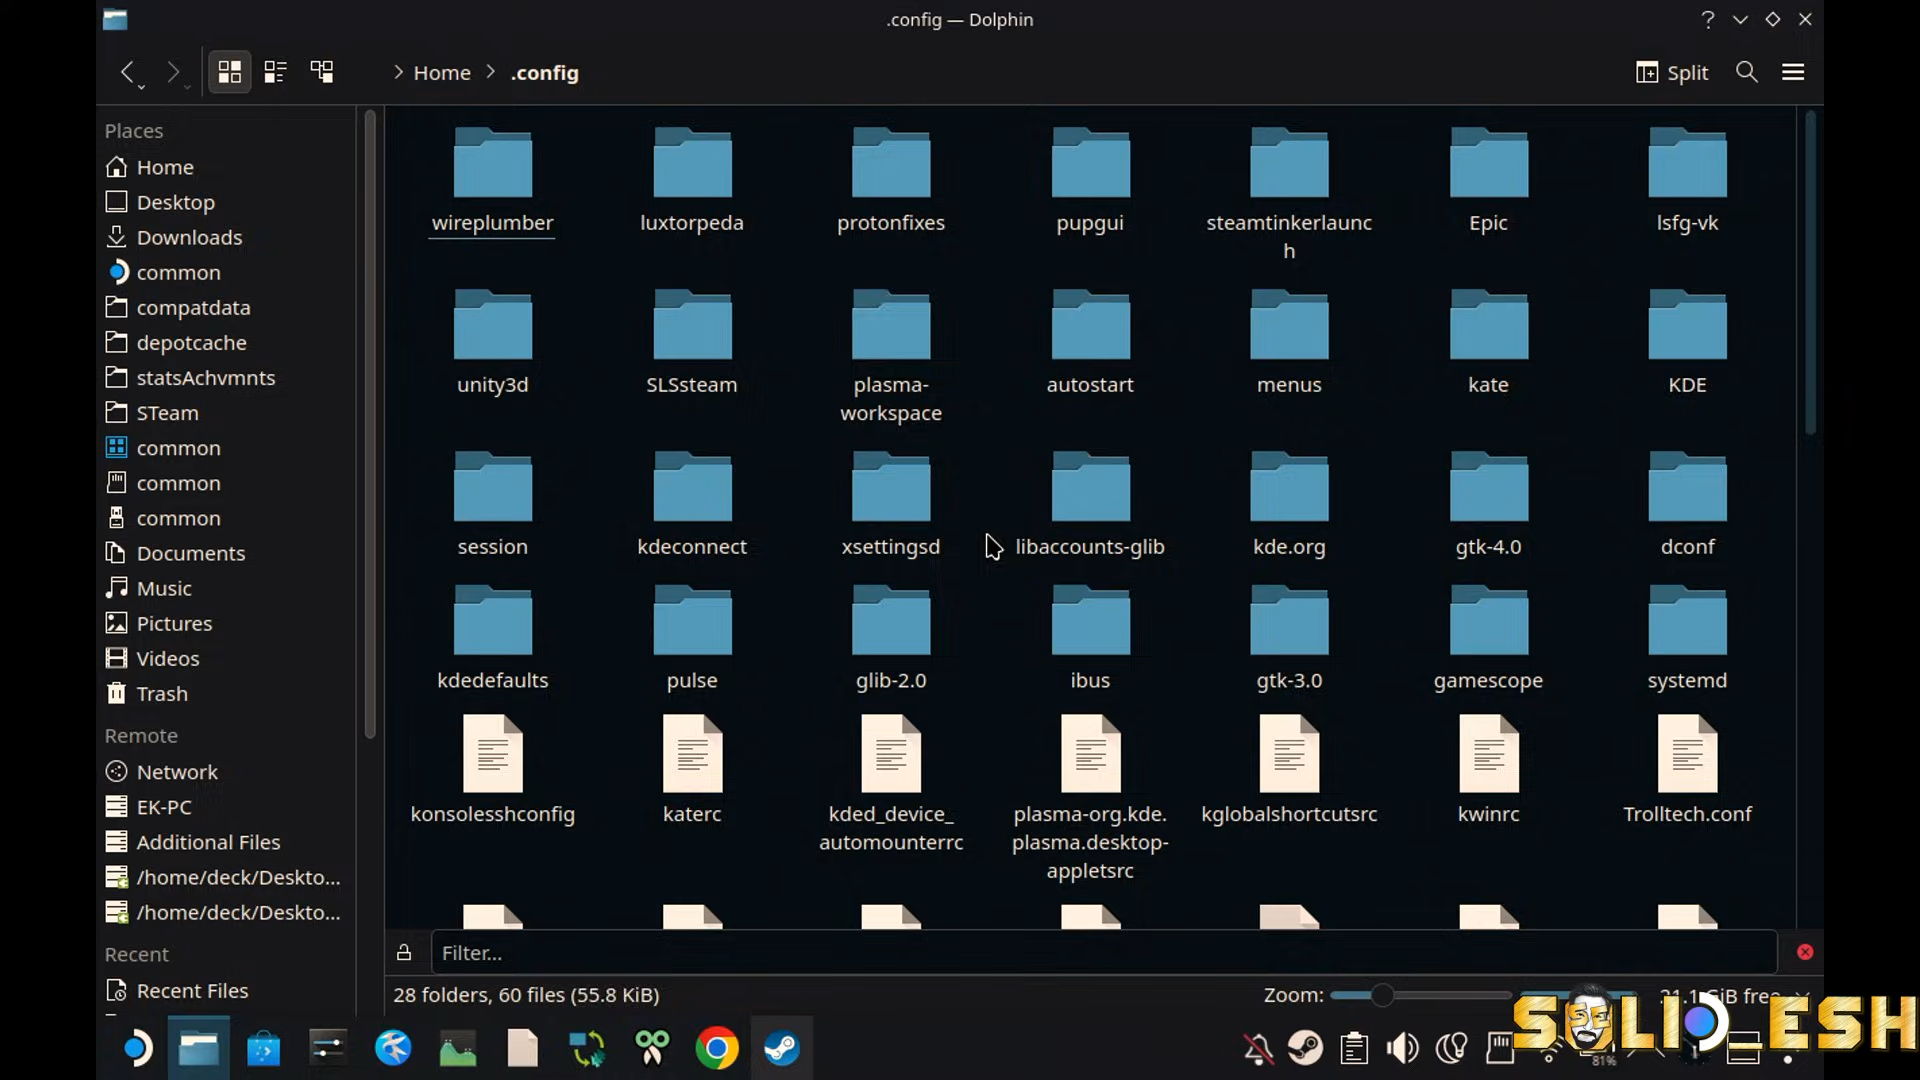 .config — Dolphin
Home
.config
Split
Places
Home
Desktop
Downloads
common
compatdata
depotcache
statsAchvmnts
STeam
common
common
common
Documents
Music
Pictures
Videos
Trash
Remote
Network
EK-PC
Additional Files
/home/deck/Deskto...
/home/deck/Deskto...
Recent
Recent Files
wireplumber
luxtorpeda
protonfixes
pupgui
steamtinkerlaunc
h
Epic
lsfg-vk
unity3d
SLSsteam
plasma-
workspace
autostart
menus
kate
KDE
session
kdeconnect
xsettingsd
libaccounts-glib
kde.org
gtk-4.0
dconf
kdedefaults
pulse
glib-2.0
ibus
gtk-3.0
gamescope
systemd
konsolesshconfig
katerc
kded_device_
automounterrc
plasma-org.kde.
plasma.desktop-
appletsrc
kglobalshortcutsrc
kwinrc
Trolltech.conf
Filter...
28 folders, 60 files (55.8 KiB)
Zoom:
GiB free
81%
SOLID_ESH